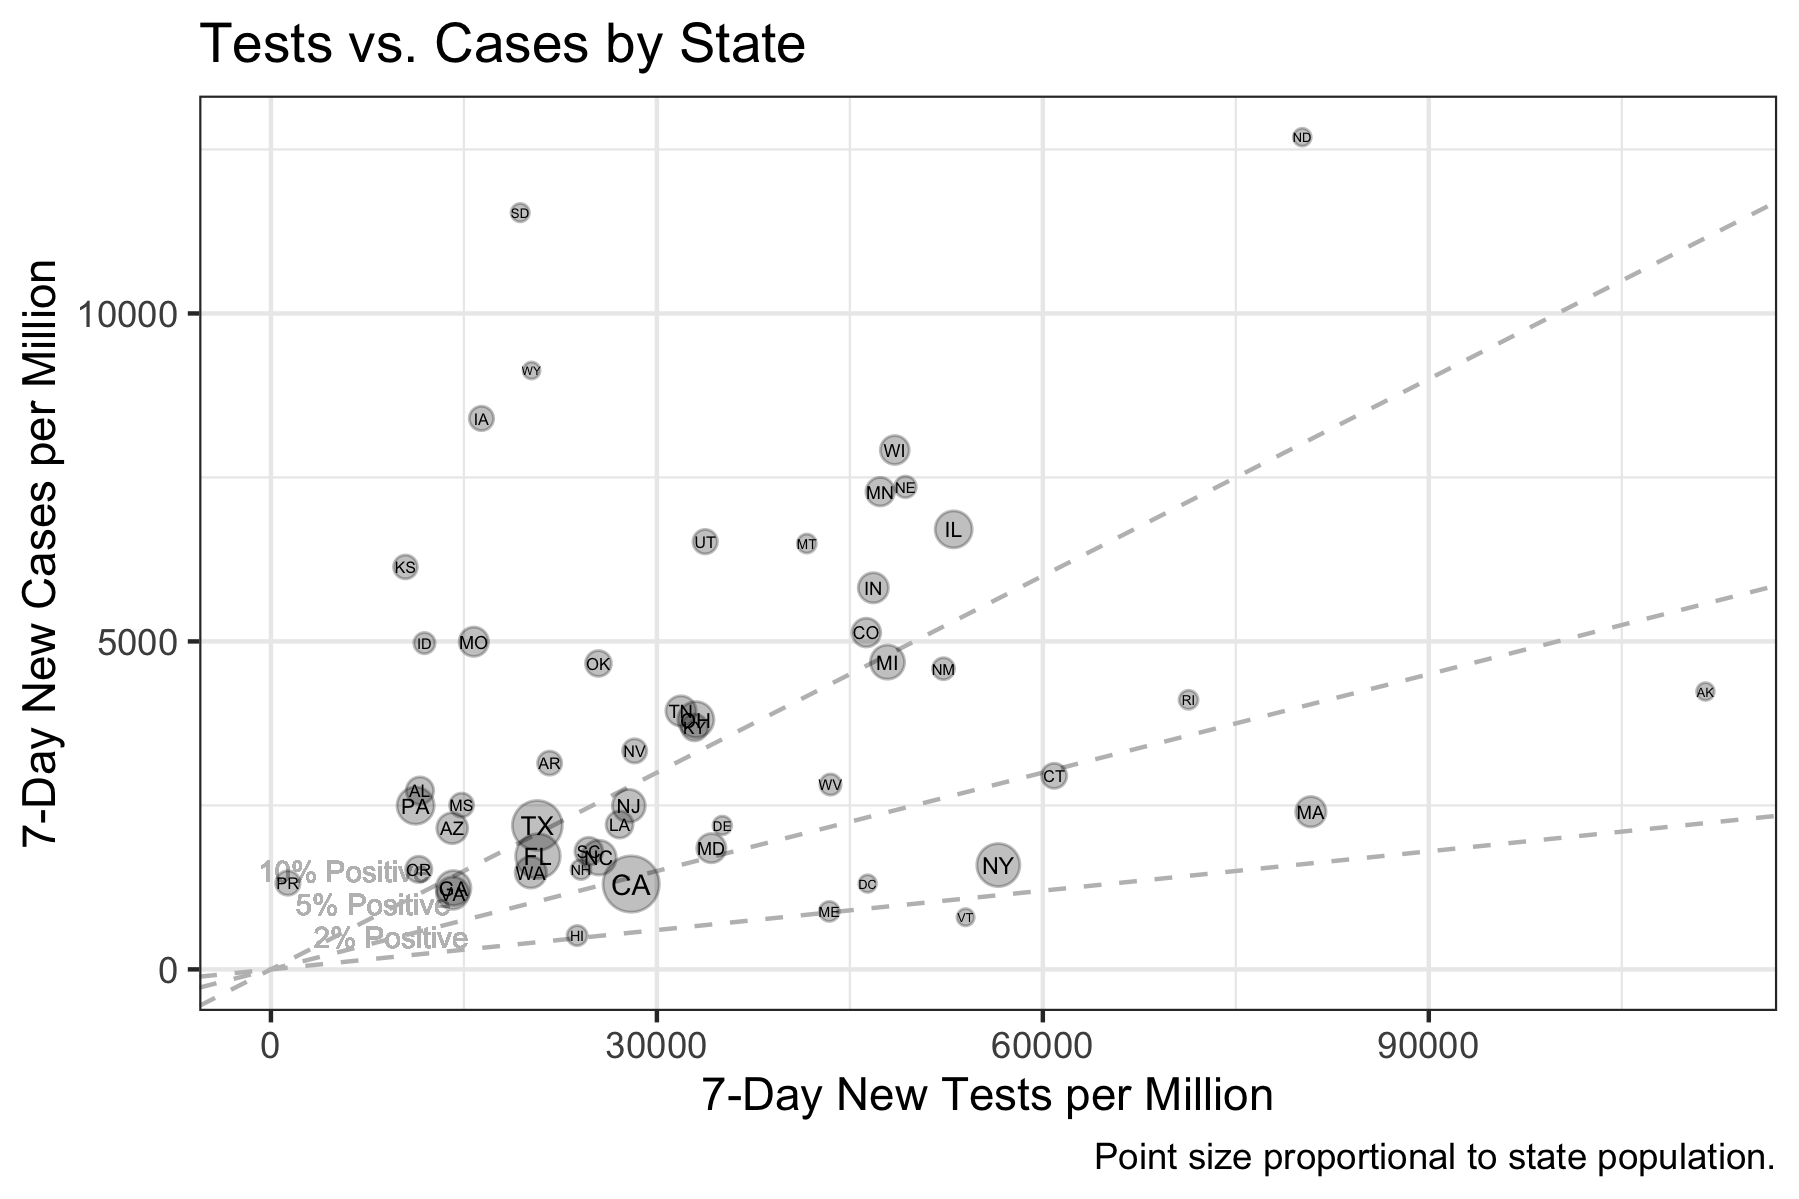 Tests vs. Cases by State
7-Day New Cases per Million
10000
5000
0
ND
SD
WY
IA
WI
MN NE
IL
UT MT
KS
IN
CO
ID MO
MI
OK NM
RI AK
TN OH
KY
NV
AR
CT
WV
AL
PA MS NJ
MA
AZ TX LA DE
FL SC NC MD
10% Positive
OR WA NH NY
PR GA CA DC
VA
5% Positive
ME VT
2% Positive
HI
0 30000 60000 90000
7-Day New Tests per Million
Point size proportional to state population.